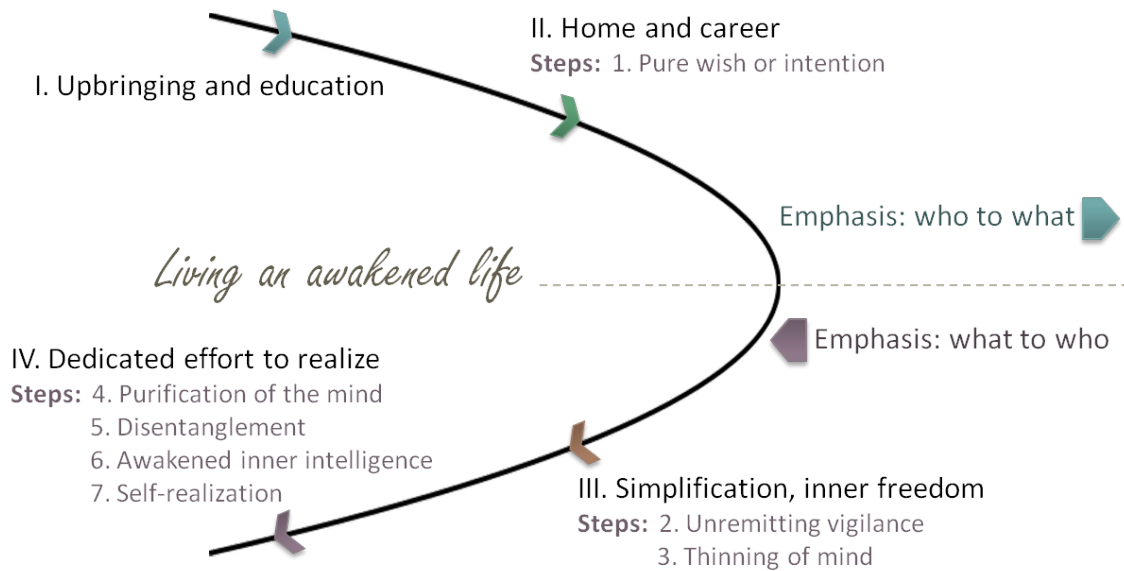 I. Upbringing and education
II. Home and career
Steps: 1. Pure wish or intention
Emphasis: who to what
Living an awakened life
Emphasis: what to who
III. Simplification, inner freedom
Steps: 2. Unremitting vigilance
3. Thinning of mind
IV. Dedicated effort to realize
Steps: 4. Purification of the mind
5. Disentanglement
6. Awakened inner intelligence
7. Self-realization